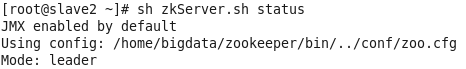 [root@slave2 ~]# sh zkServer.sh status
JMX enabled by default
Using config: /home/bigdata/zookeeper/bin/../conf/zoo.cfg
Mode: leader